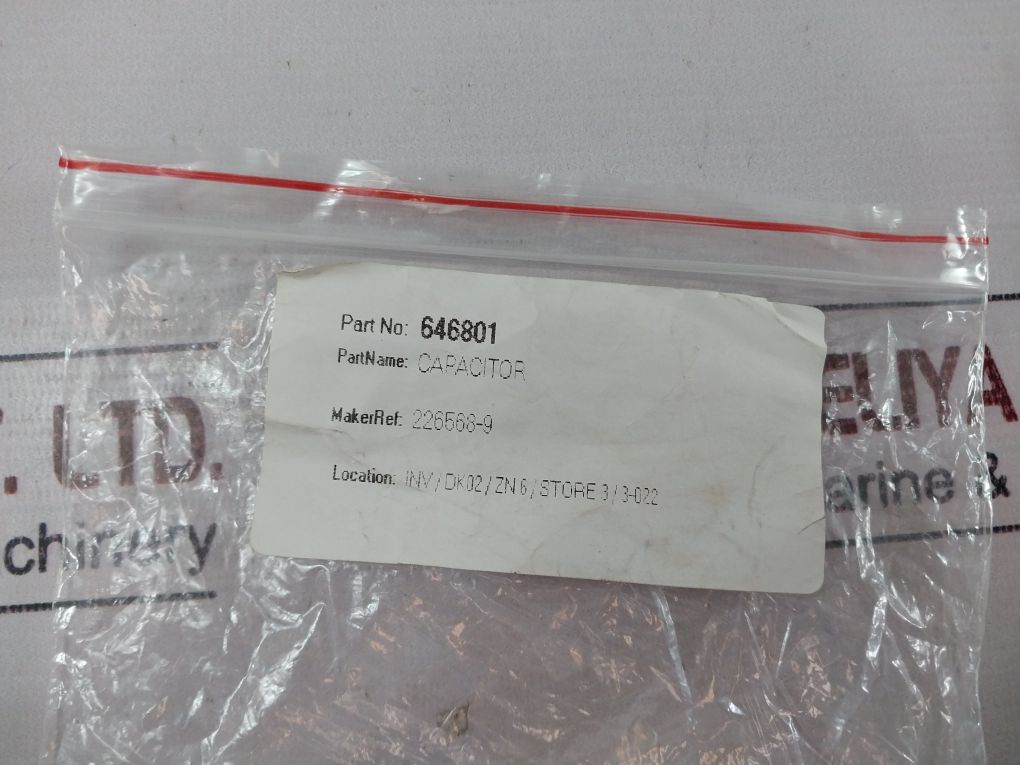 Part No: 646801
PartName: CAPACITOR
MakerRef: 226568-9
Location: INV / DK02 / ZN 6 / STORE 3 / 3-022
. LTD.
chinery
ELIYA
arine &